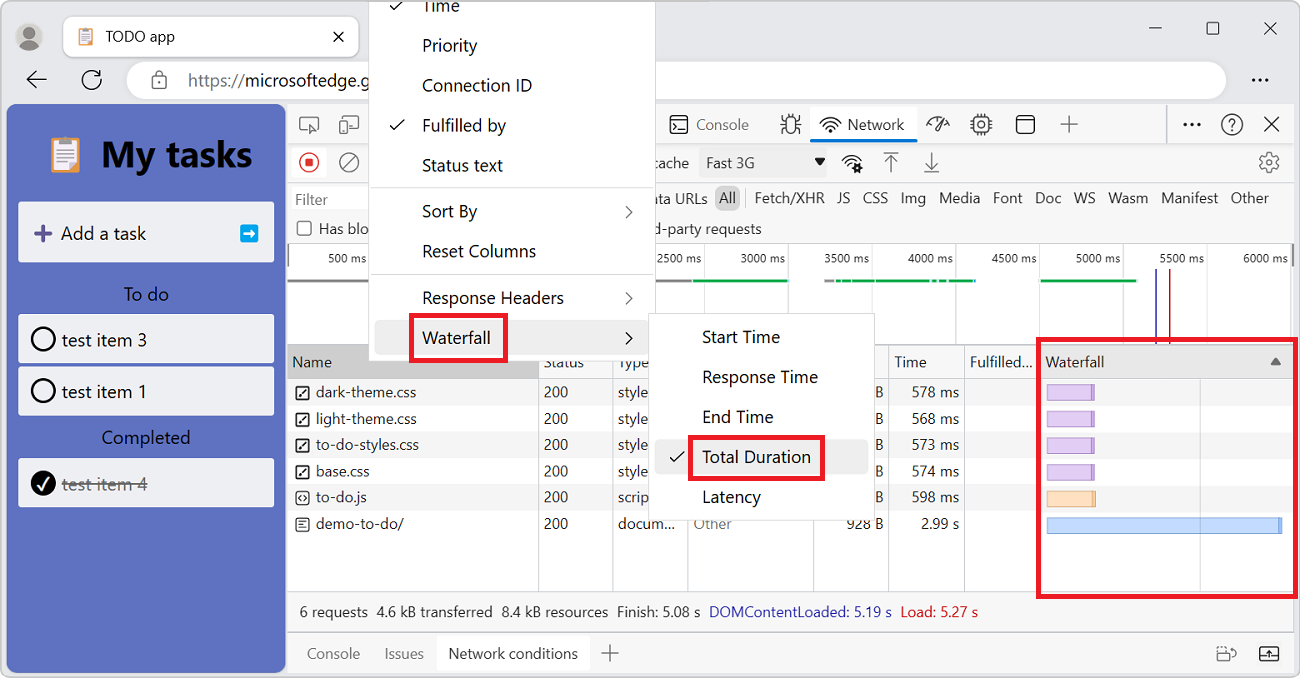 TODO app
https://microsoftedge.g
My tasks
Add a task
To do
test item 3
test item 1
Completed
test item 4
Time
Priority
Connection ID
Fulfilled by
Status text
Sort By
Reset Columns
Response Headers
Waterfall
Start Time
Response Time
End Time
Total Duration
Latency
Console
Network
cache Fast 3G
Filter
ata URLs All Fetch/XHR JS CSS Img Media Font Doc WS Wasm Manifest Other
Has blo
d-party requests
500 ms 2500 ms 3000 ms 3500 ms 4000 ms 4500 ms 5000 ms 5500 ms 6000 ms
Name Status Type Time Fulfilled... Waterfall
dark-theme.css 200 style B 578 ms
light-theme.css 200 style B 568 ms
to-do-styles.css 200 style B 573 ms
base.css 200 style B 574 ms
to-do.js 200 scrip B 598 ms
demo-to-do/ 200 docum... Other 928 B 2.99 s
6 requests 4.6 kB transferred 8.4 kB resources Finish: 5.08 s DOMContentLoaded: 5.19 s Load: 5.27 s
Console Issues Network conditions